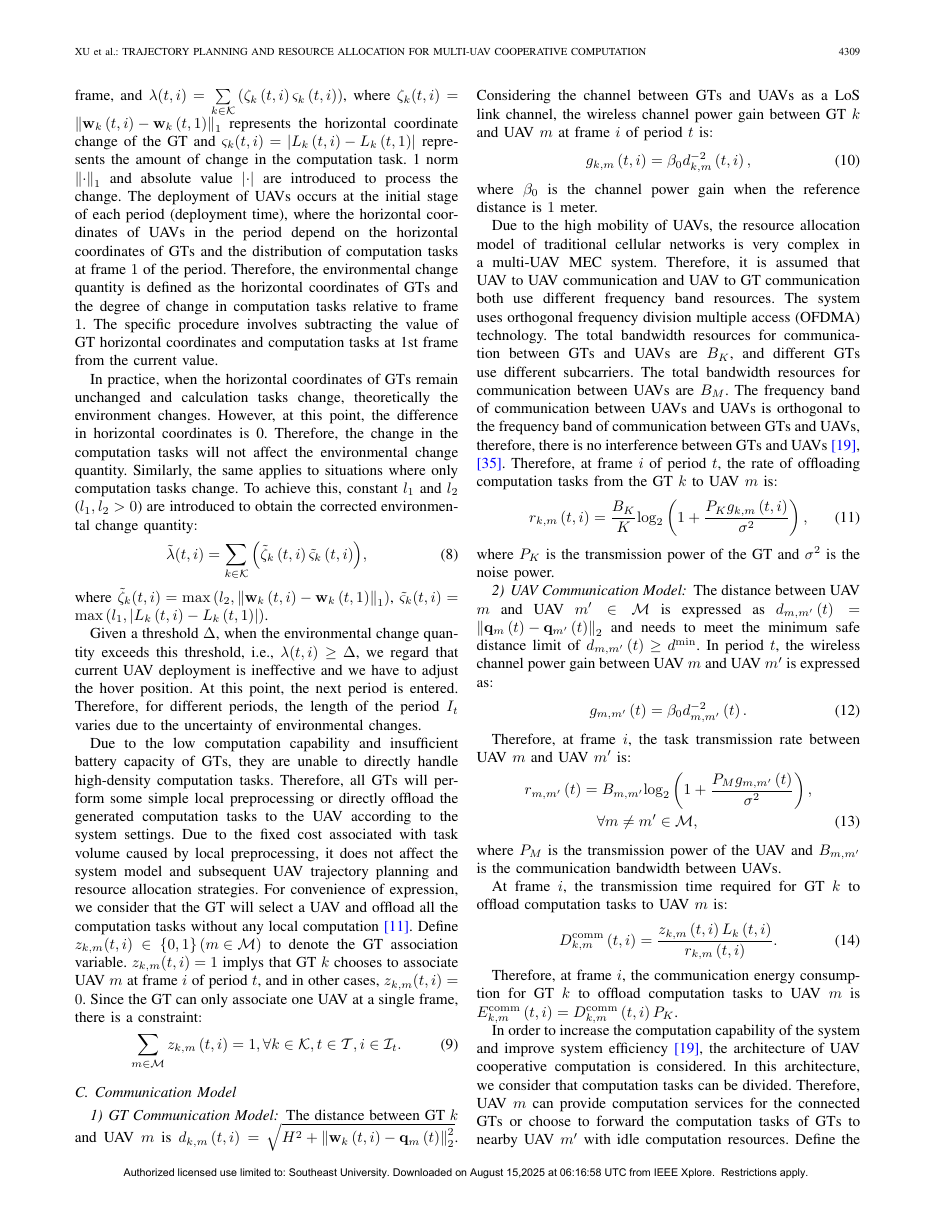 XU et al.: TRAJECTORY PLANNING AND RESOURCE ALLOCATION FOR MULTI-UAV COOPERATIVE COMPUTATION 4309
frame, and λ(t, i) = ∑_{k∈𝒦} (ζ_k (t, i) ς_k (t, i)), where ζ_k(t, i) =
‖w_k (t, i) − w_k (t, 1)‖_1 represents the horizontal coordinate
change of the GT and ς_k(t, i) = |L_k (t, i) − L_k (t, 1)| repre-
sents the amount of change in the computation task. 1 norm
‖·‖_1 and absolute value |·| are introduced to process the
change. The deployment of UAVs occurs at the initial stage
of each period (deployment time), where the horizontal coor-
dinates of UAVs in the period depend on the horizontal
coordinates of GTs and the distribution of computation tasks
at frame 1 of the period. Therefore, the environmental change
quantity is defined as the horizontal coordinates of GTs and
the degree of change in computation tasks relative to frame
1. The specific procedure involves subtracting the value of
GT horizontal coordinates and computation tasks at 1st frame
from the current value.
In practice, when the horizontal coordinates of GTs remain
unchanged and calculation tasks change, theoretically the
environment changes. However, at this point, the difference
in horizontal coordinates is 0. Therefore, the change in the
computation tasks will not affect the environmental change
quantity. Similarly, the same applies to situations where only
computation tasks change. To achieve this, constant l_1 and l_2
(l_1, l_2 > 0) are introduced to obtain the corrected environmen-
tal change quantity:
λ̃(t, i) = ∑_{k∈𝒦} (ζ̃_k (t, i) ς̃_k (t, i)), (8)
where ζ̃_k(t, i) = max (l_2, ‖w_k (t, i) − w_k (t, 1)‖_1), ς̃_k(t, i) =
max (l_1, |L_k (t, i) − L_k (t, 1)|).
Given a threshold Δ, when the environmental change quan-
tity exceeds this threshold, i.e., λ(t, i) ≥ Δ, we regard that
current UAV deployment is ineffective and we have to adjust
the hover position. At this point, the next period is entered.
Therefore, for different periods, the length of the period I_t
varies due to the uncertainty of environmental changes.
Due to the low computation capability and insufficient
battery capacity of GTs, they are unable to directly handle
high-density computation tasks. Therefore, all GTs will per-
form some simple local preprocessing or directly offload the
generated computation tasks to the UAV according to the
system settings. Due to the fixed cost associated with task
volume caused by local preprocessing, it does not affect the
system model and subsequent UAV trajectory planning and
resource allocation strategies. For convenience of expression,
we consider that the GT will select a UAV and offload all the
computation tasks without any local computation [11]. Define
z_{k,m}(t, i) ∈ {0, 1} (m ∈ ℳ) to denote the GT association
variable. z_{k,m}(t, i) = 1 implys that GT k chooses to associate
UAV m at frame i of period t, and in other cases, z_{k,m}(t, i) =
0. Since the GT can only associate one UAV at a single frame,
there is a constraint:
∑_{m∈ℳ} z_{k,m} (t, i) = 1, ∀k ∈ 𝒦, t ∈ 𝒯, i ∈ ℐ_t. (9)
C. Communication Model
1) GT Communication Model: The distance between GT k
and UAV m is d_{k,m} (t, i) = √(H² + ‖w_k (t, i) − q_m (t)‖_2^2).
Considering the channel between GTs and UAVs as a LoS
link channel, the wireless channel power gain between GT k
and UAV m at frame i of period t is:
g_{k,m} (t, i) = β_0 d_{k,m}^{−2} (t, i) , (10)
where β_0 is the channel power gain when the reference
distance is 1 meter.
Due to the high mobility of UAVs, the resource allocation
model of traditional cellular networks is very complex in
a multi-UAV MEC system. Therefore, it is assumed that
UAV to UAV communication and UAV to GT communication
both use different frequency band resources. The system
uses orthogonal frequency division multiple access (OFDMA)
technology. The total bandwidth resources for communica-
tion between GTs and UAVs are B_K, and different GTs
use different subcarriers. The total bandwidth resources for
communication between UAVs are B_M. The frequency band
of communication between UAVs and UAVs is orthogonal to
the frequency band of communication between GTs and UAVs,
therefore, there is no interference between GTs and UAVs [19],
[35]. Therefore, at frame i of period t, the rate of offloading
computation tasks from the GT k to UAV m is:
r_{k,m} (t, i) = (B_K / K) log_2 (1 + P_K g_{k,m} (t, i) / σ²) , (11)
where P_K is the transmission power of the GT and σ² is the
noise power.
2) UAV Communication Model: The distance between UAV
m and UAV m′ ∈ ℳ is expressed as d_{m,m′} (t) =
‖q_m (t) − q_{m′} (t)‖_2 and needs to meet the minimum safe
distance limit of d_{m,m′} (t) ≥ d^{min}. In period t, the wireless
channel power gain between UAV m and UAV m′ is expressed
as:
g_{m,m′} (t) = β_0 d_{m,m′}^{−2} (t) . (12)
Therefore, at frame i, the task transmission rate between
UAV m and UAV m′ is:
r_{m,m′} (t) = B_{m,m′} log_2 (1 + P_M g_{m,m′} (t) / σ²) ,
∀m ≠ m′ ∈ ℳ, (13)
where P_M is the transmission power of the UAV and B_{m,m′}
is the communication bandwidth between UAVs.
At frame i, the transmission time required for GT k to
offload computation tasks to UAV m is:
D_{k,m}^{comm} (t, i) = z_{k,m} (t, i) L_k (t, i) / r_{k,m} (t, i). (14)
Therefore, at frame i, the communication energy consump-
tion for GT k to offload computation tasks to UAV m is
E_{k,m}^{comm} (t, i) = D_{k,m}^{comm} (t, i) P_K.
In order to increase the computation capability of the system
and improve system efficiency [19], the architecture of UAV
cooperative computation is considered. In this architecture,
we consider that computation tasks can be divided. Therefore,
UAV m can provide computation services for the connected
GTs or choose to forward the computation tasks of GTs to
nearby UAV m′ with idle computation resources. Define the
Authorized licensed use limited to: Southeast University. Downloaded on August 15,2025 at 06:16:58 UTC from IEEE Xplore. Restrictions apply.